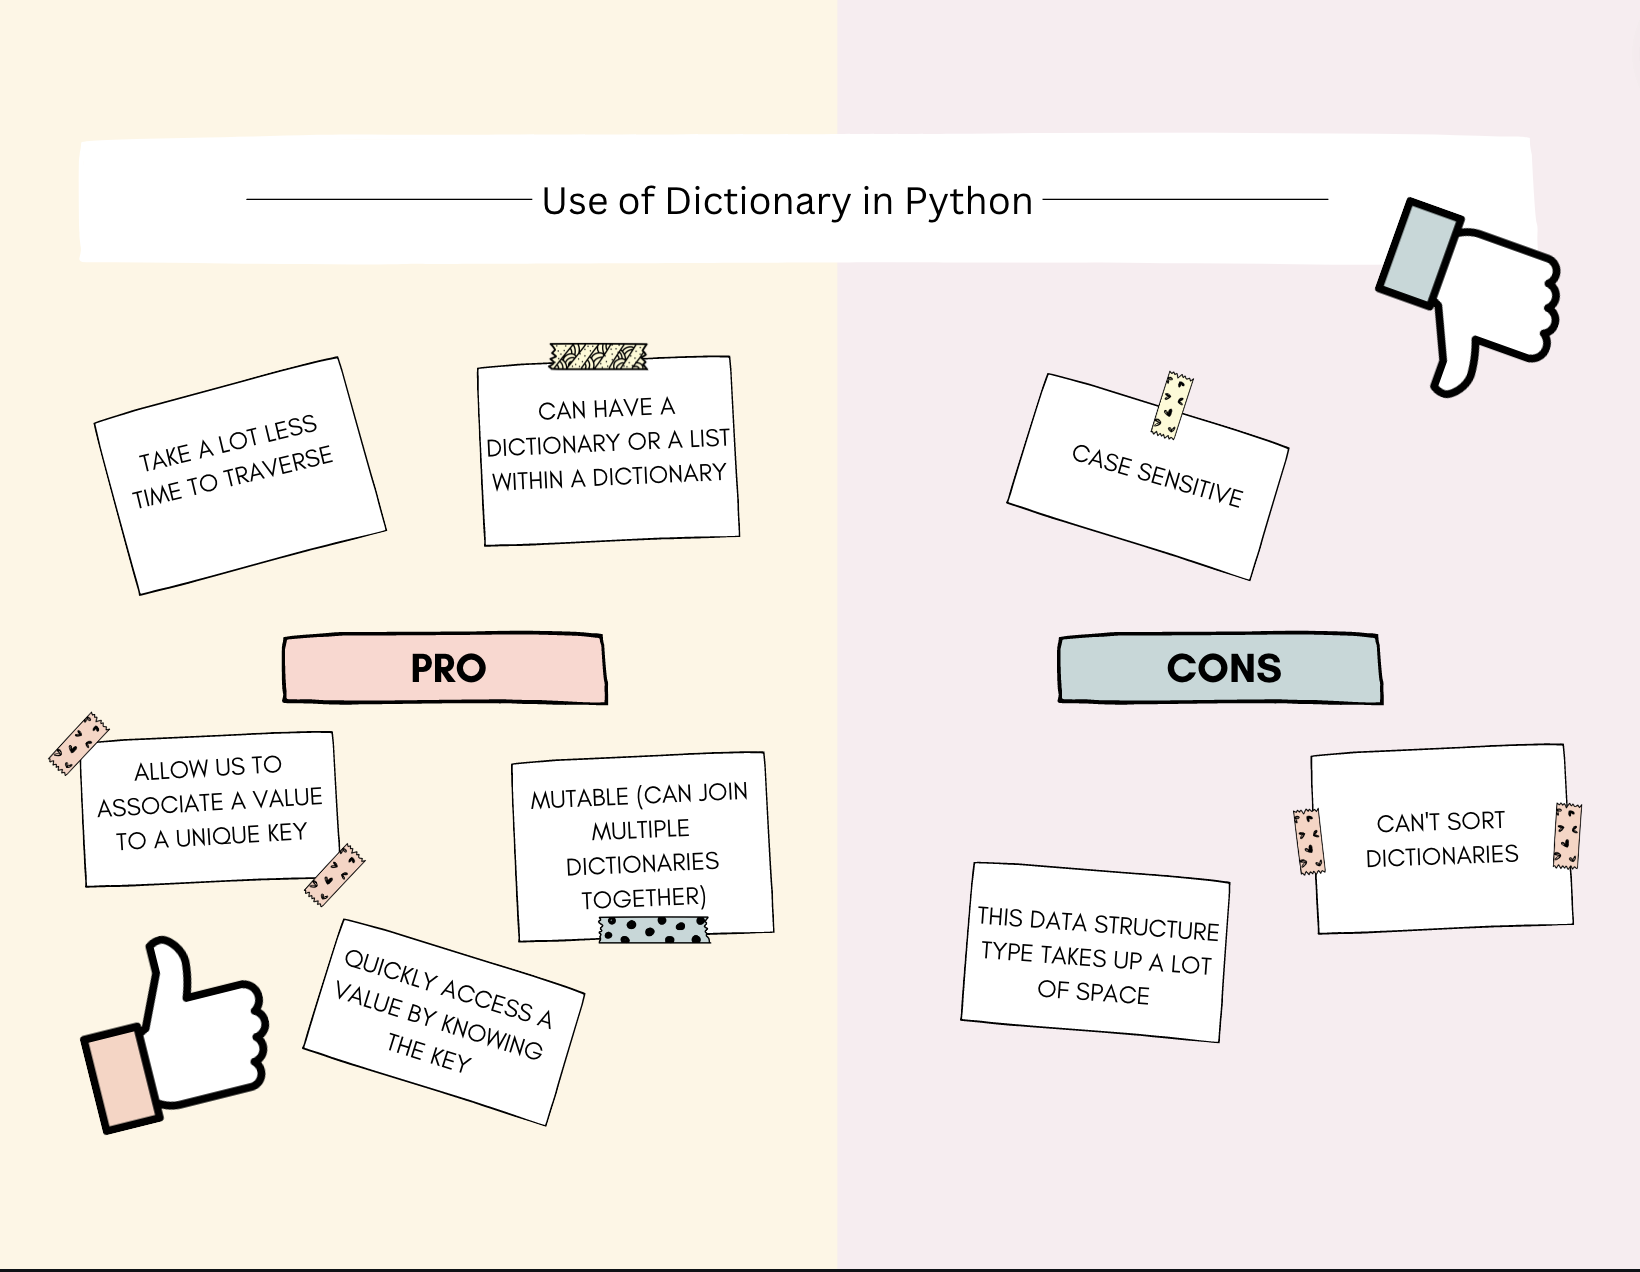 Use of Dictionary in Python
TAKE A LOT LESS
TIME TO TRAVERSE
CAN HAVE A
DICTIONARY OR A LIST
WITHIN A DICTIONARY
PRO
ALLOW US TO
ASSOCIATE A VALUE
TO A UNIQUE KEY
MUTABLE (CAN JOIN
MULTIPLE
DICTIONARIES
TOGETHER)
QUICKLY ACCESS A
VALUE BY KNOWING
THE KEY
CASE SENSITIVE
CONS
CAN'T SORT
DICTIONARIES
THIS DATA STRUCTURE
TYPE TAKES UP A LOT
OF SPACE